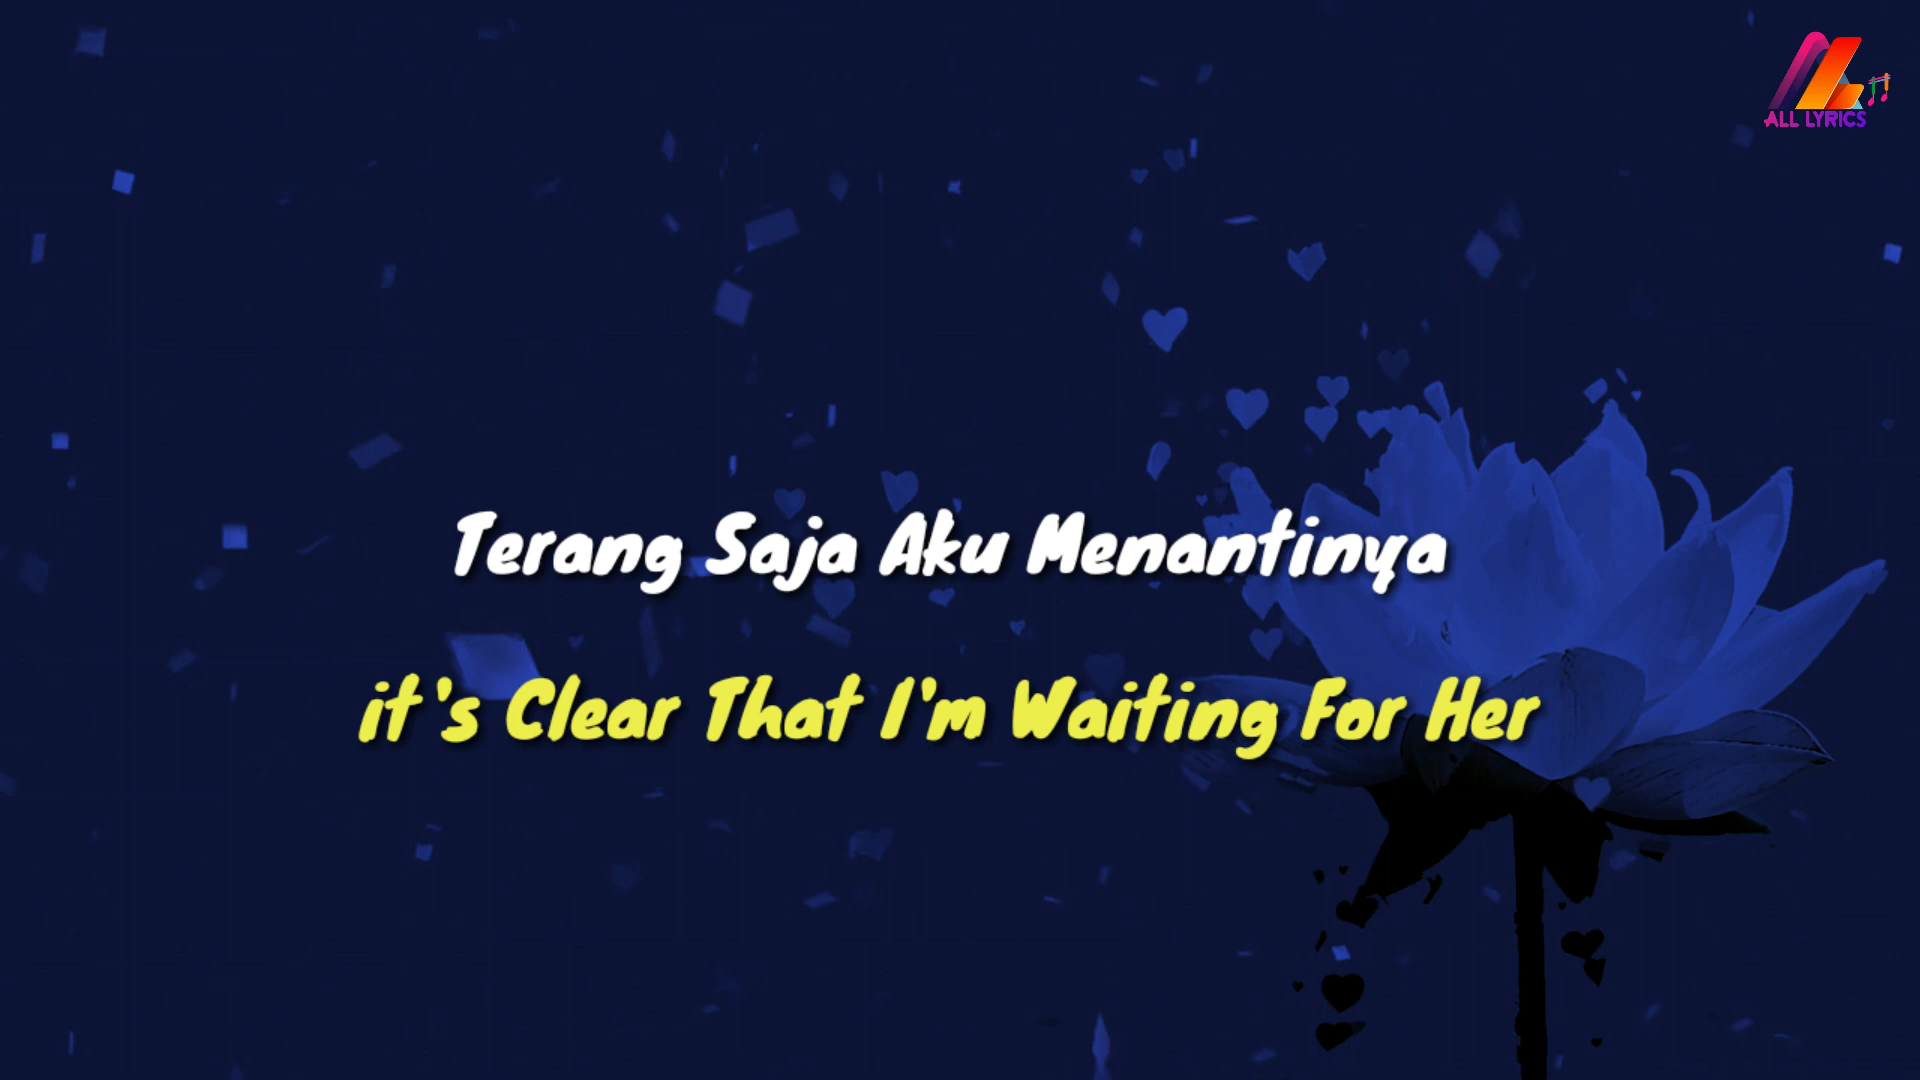 ALL LYRICS
Terang Saja Aku Menantinya
it's Clear That I'm Waiting For Her